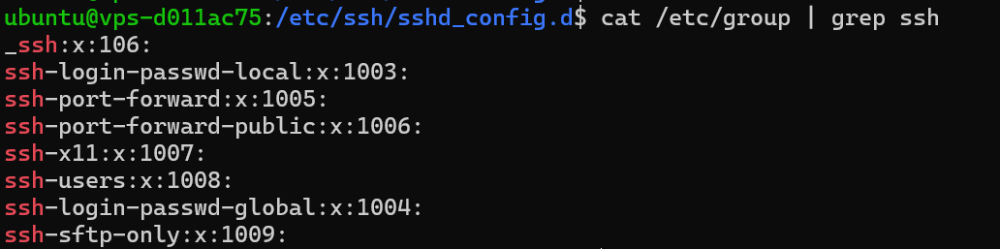 ubuntu@vps-d011ac75:/etc/ssh/sshd_config.d$ cat /etc/group | grep ssh
_ssh:x:106:
ssh-login-passwd-local:x:1003:
ssh-port-forward:x:1005:
ssh-port-forward-public:x:1006:
ssh-x11:x:1007:
ssh-users:x:1008:
ssh-login-passwd-global:x:1004:
ssh-sftp-only:x:1009: